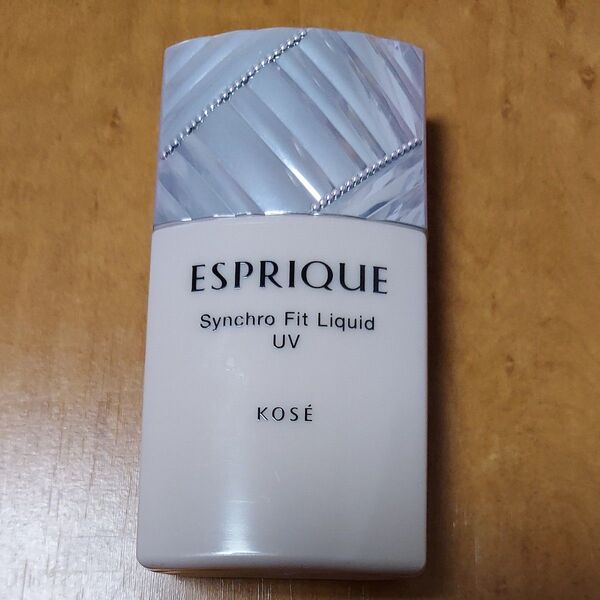 ESPRIQUE
Synchro Fit Liquid
UV
KOSÉ